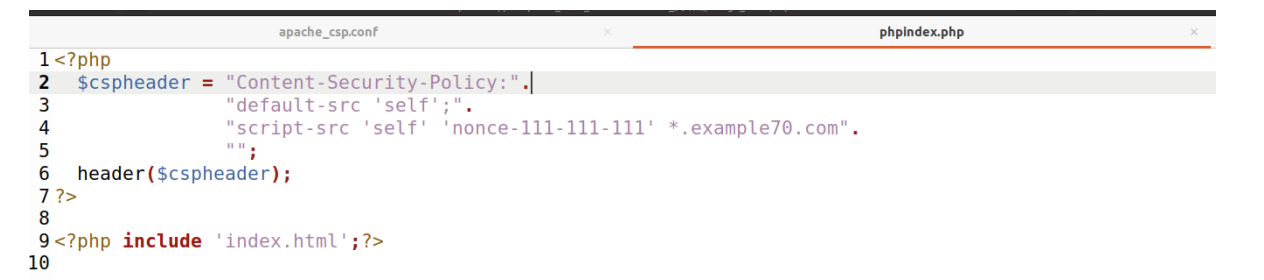 apache_csp.conf × phpindex.php ×
1 <?php
2   $cspheader = "Content-Security-Policy:".
3                "default-src 'self';".
4                "script-src 'self' 'nonce-111-111-111' *.example70.com".
5                "";
6   header($cspheader);
7 ?>
8
9 <?php include 'index.html';?>
10